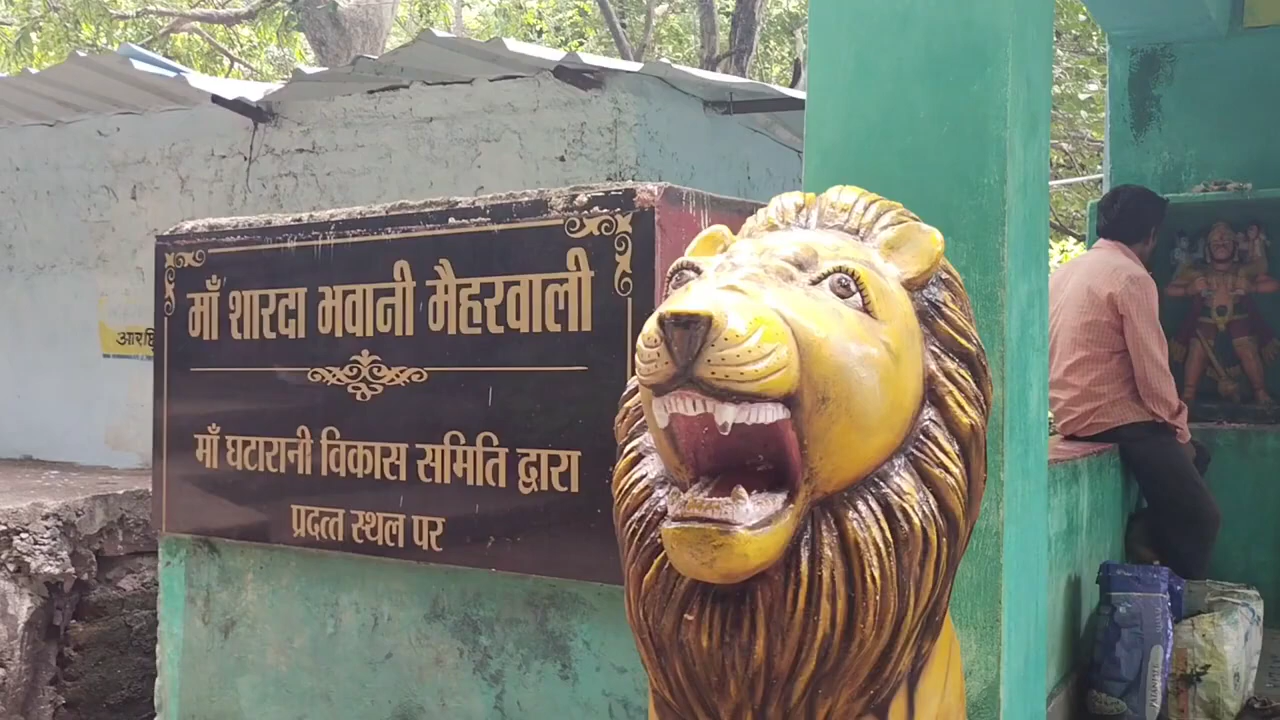 माँ शारदा भवानी मैहरवाली
माँ घटारानी विकास समिति द्वारा
प्रदत्त स्थल पर